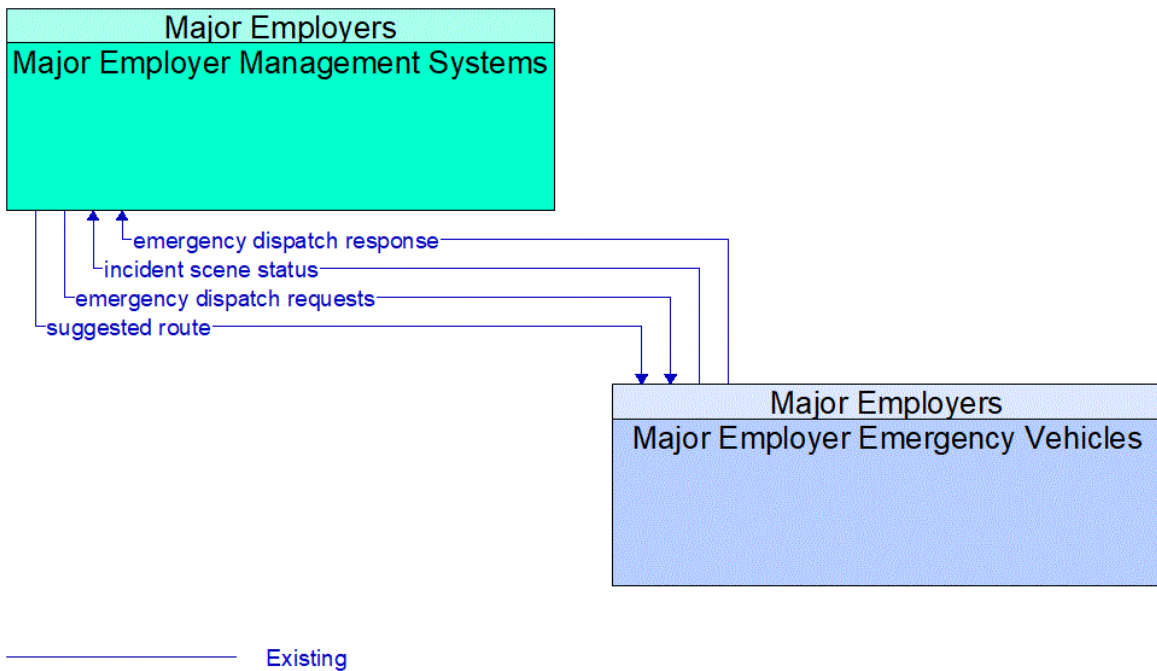 Major Employers
Major Employer Management Systems
emergency dispatch response
incident scene status
emergency dispatch requests
suggested route
Major Employers
Major Employer Emergency Vehicles
Existing